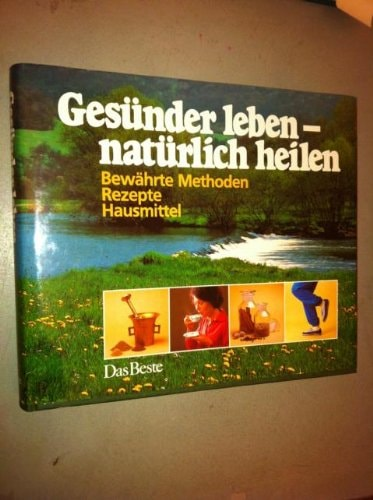 Gesünder leben –
natürlich heilen
Bewährte Methoden
Rezepte
Hausmittel
Das Beste